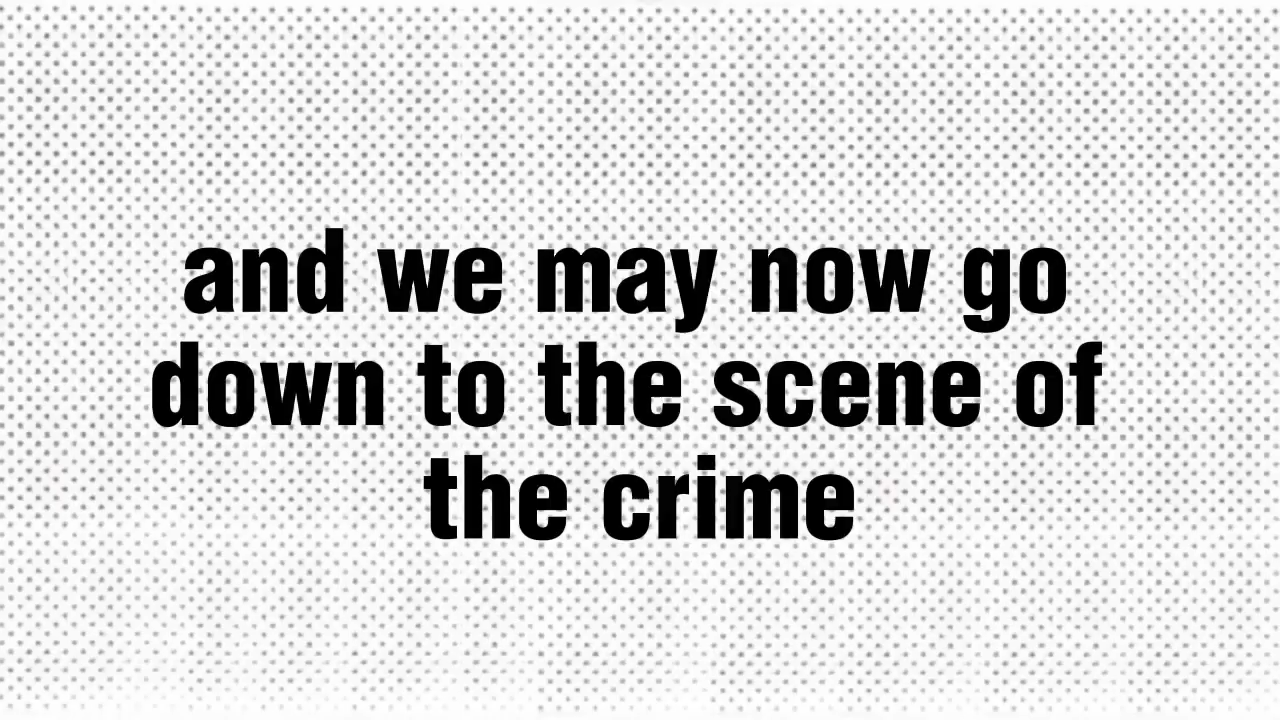 and we may now go
down to the scene of
the crime